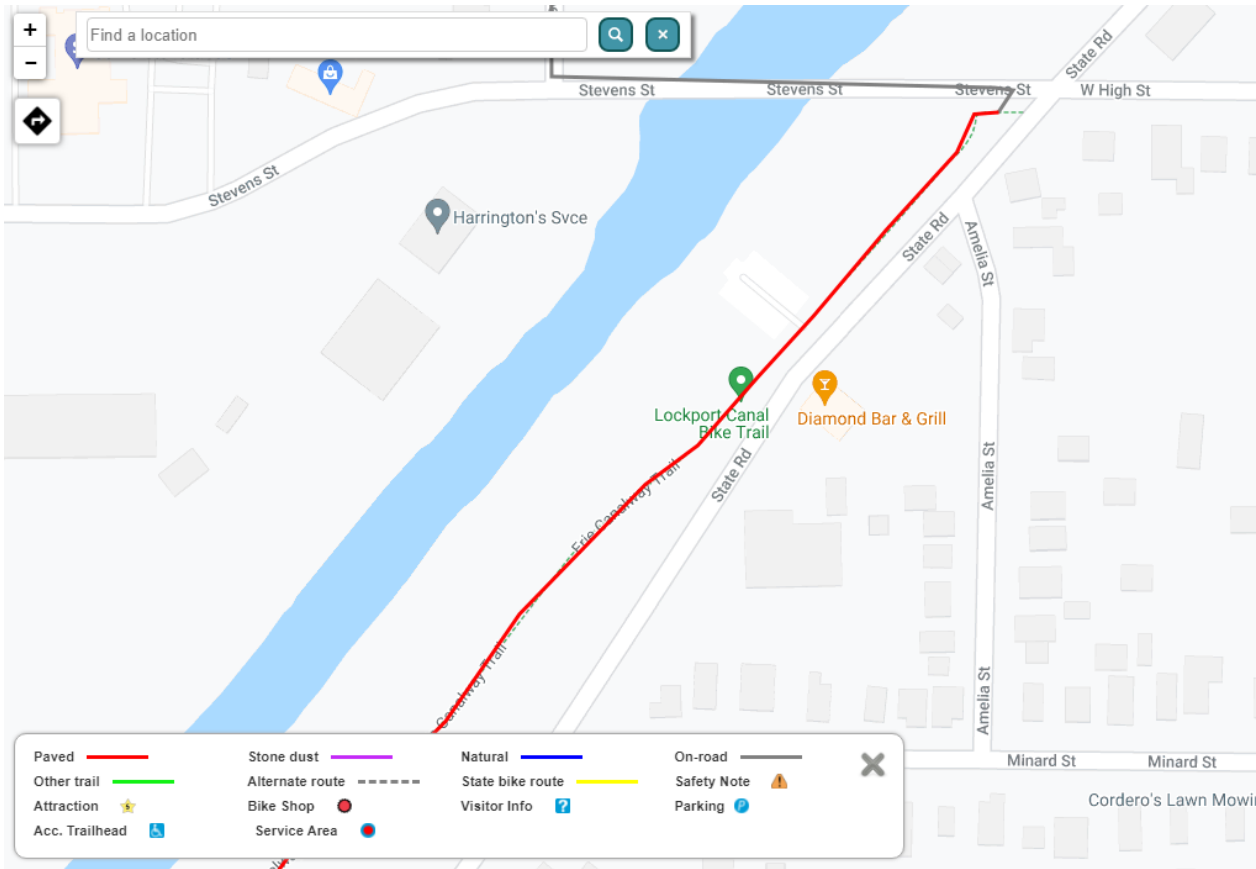 +
Find a location
−
State Rd
Stevens St
Stevens St
Stevens St
W High St
Stevens St
Harrington's Svce
State Rd
Amelia St
Lockport Canal
Bike Trail
Diamond Bar & Grill
State Rd
Erie Canalway Trail
Amelia St
Canalway Trail
Amelia St
Minard St
Minard St
Paved
Stone dust
Natural
On-road
Other trail
Alternate route
State bike route
Safety Note
Attraction
Bike Shop
Visitor Info
?
Parking
P
Acc. Trailhead
Service Area
Cordero's Lawn Mowi